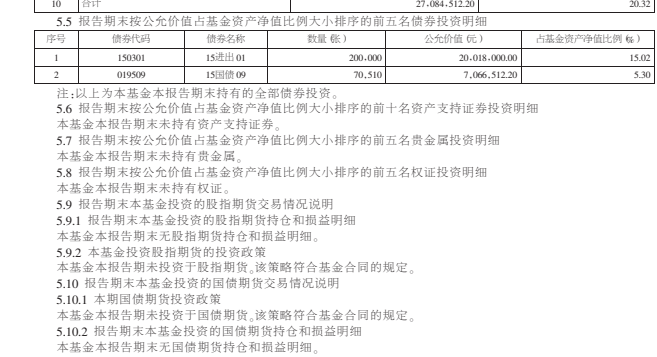 10 合计 27,084,512.20 20.32
5.5 报告期末按公允价值占基金资产净值比例大小排序的前五名债券投资明细
序号 债券代码 债券名称 数量(张) 公允价值(元) 占基金资产净值比例(%)
1 150301 15进出01 200,000 20,018,000.00 15.02
2 019509 15国债09 70,510 7,066,512.20 5.30
注:以上为本基金本报告期末持有的全部债券投资。
5.6 报告期末按公允价值占基金资产净值比例大小排序的前十名资产支持证券投资明细
本基金本报告期末未持有资产支持证券。
5.7 报告期末按公允价值占基金资产净值比例大小排序的前五名贵金属投资明细
本基金本报告期末未持有贵金属。
5.8 报告期末按公允价值占基金资产净值比例大小排序的前五名权证投资明细
本基金本报告期末未持有权证。
5.9 报告期末本基金投资的股指期货交易情况说明
5.9.1 报告期末本基金投资的股指期货持仓和损益明细
本基金本报告期末无股指期货持仓和损益明细。
5.9.2 本基金投资股指期货的投资政策
本基金本报告期未投资于股指期货。该策略符合基金合同的规定。
5.10 报告期末本基金投资的国债期货交易情况说明
5.10.1 本期国债期货投资政策
本基金本报告期未投资于国债期货。该策略符合基金合同的规定。
5.10.2 报告期末本基金投资的国债期货持仓和损益明细
本基金本报告期末无国债期货持仓和损益明细。